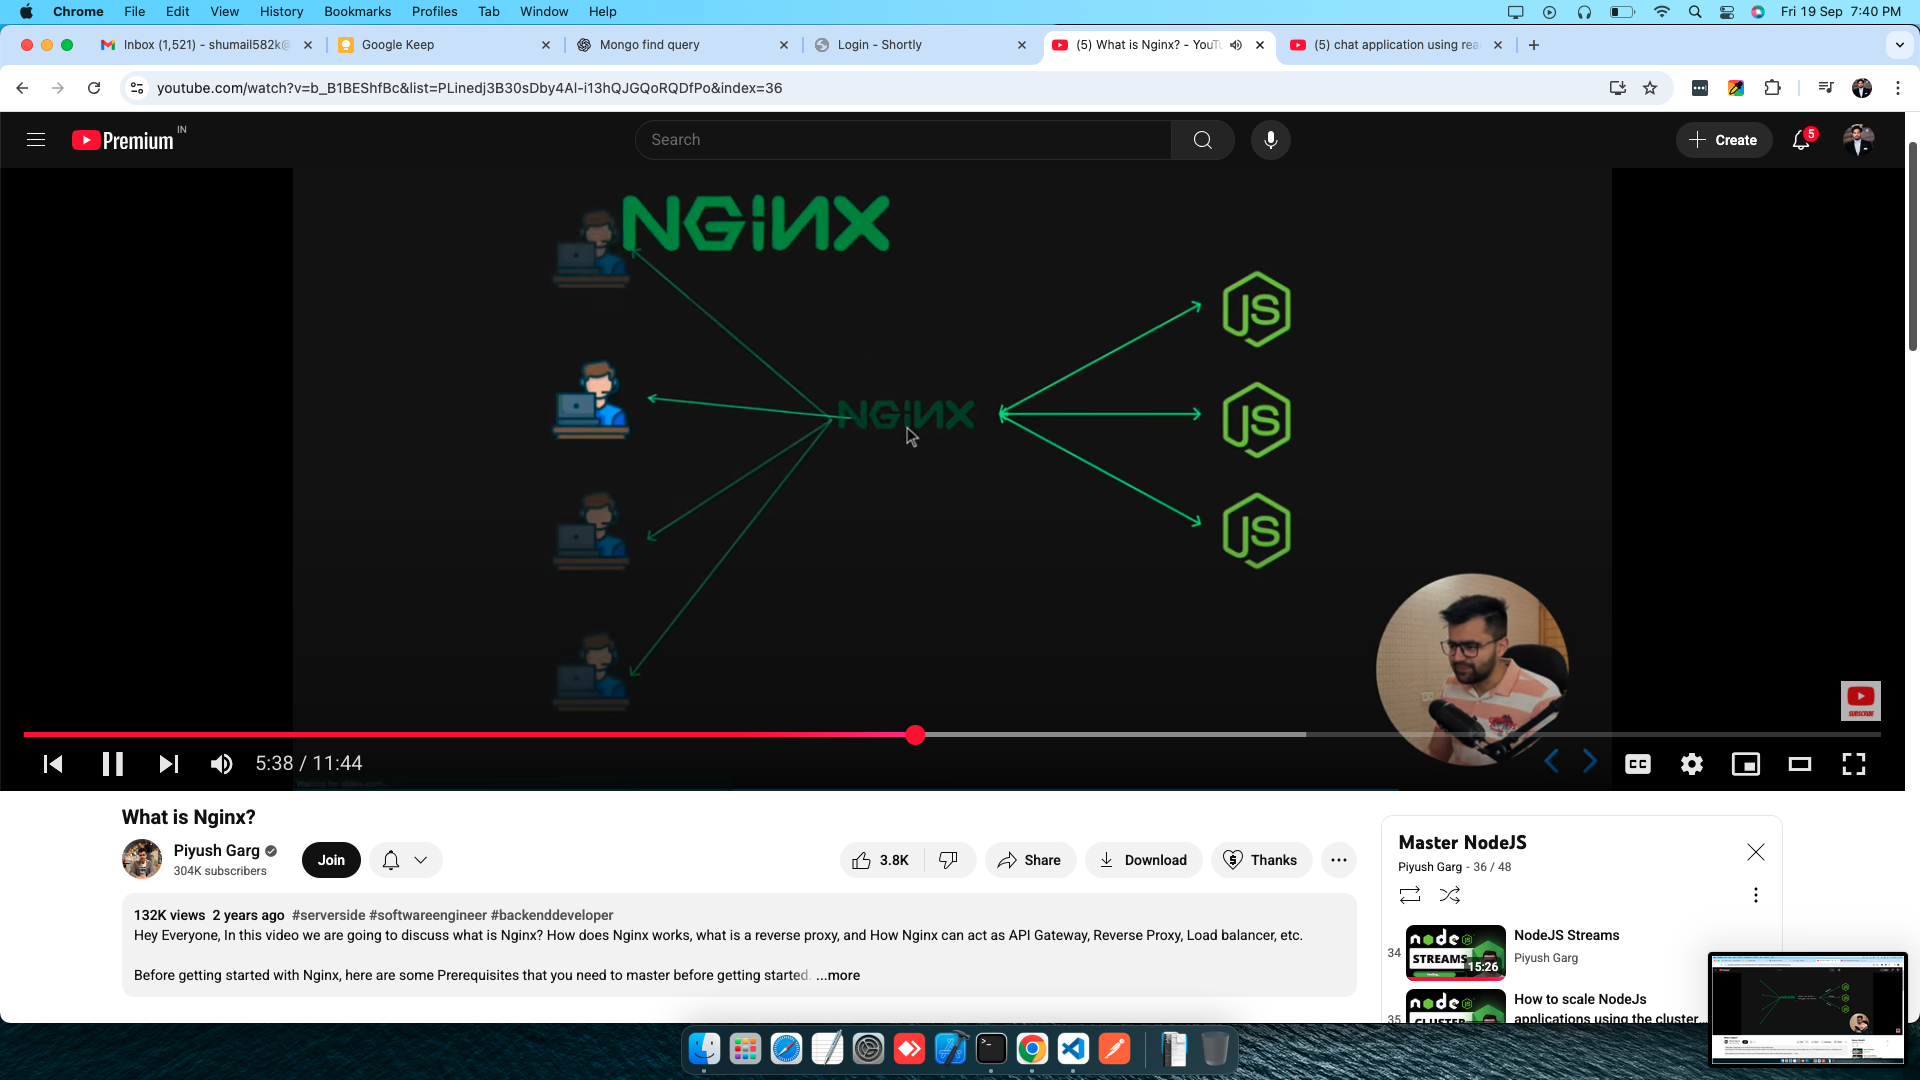 Chrome File Edit View History Bookmarks Profiles Tab Window Help Fri 19 Sep 7:40 PM
Inbox (1,521) - shumail582k@ Google Keep Mongo find query Login - Shortly (5) What is Nginx? - YouTu (5) chat application using rea
youtube.com/watch?v=b_B1BEShfBc&list=PLinedj3B30sDby4Al-i13hQJGQoRQDfPo&index=36
Premium IN
Search
Create
5
NGINX
JS
NGINX
JS
JS
SUBSCRIBE
5:38 / 11:44
CC
What is Nginx?
Piyush Garg
304K subscribers
Join
3.8K
Share
Download
Thanks
132K views 2 years ago #serverside #softwareengineer #backenddeveloper
Hey Everyone, In this video we are going to discuss what is Nginx? How does Nginx works, what is a reverse proxy, and How Nginx can act as API Gateway, Reverse Proxy, Load balancer, etc.
Before getting started with Nginx, here are some Prerequisites that you need to master before getting started. ...more
Master NodeJS
Piyush Garg - 36 / 48
34
node JS
STREAMS
15:26
NodeJS Streams
Piyush Garg
35
node JS
CLUSTER
How to scale NodeJs
applications using the cluster